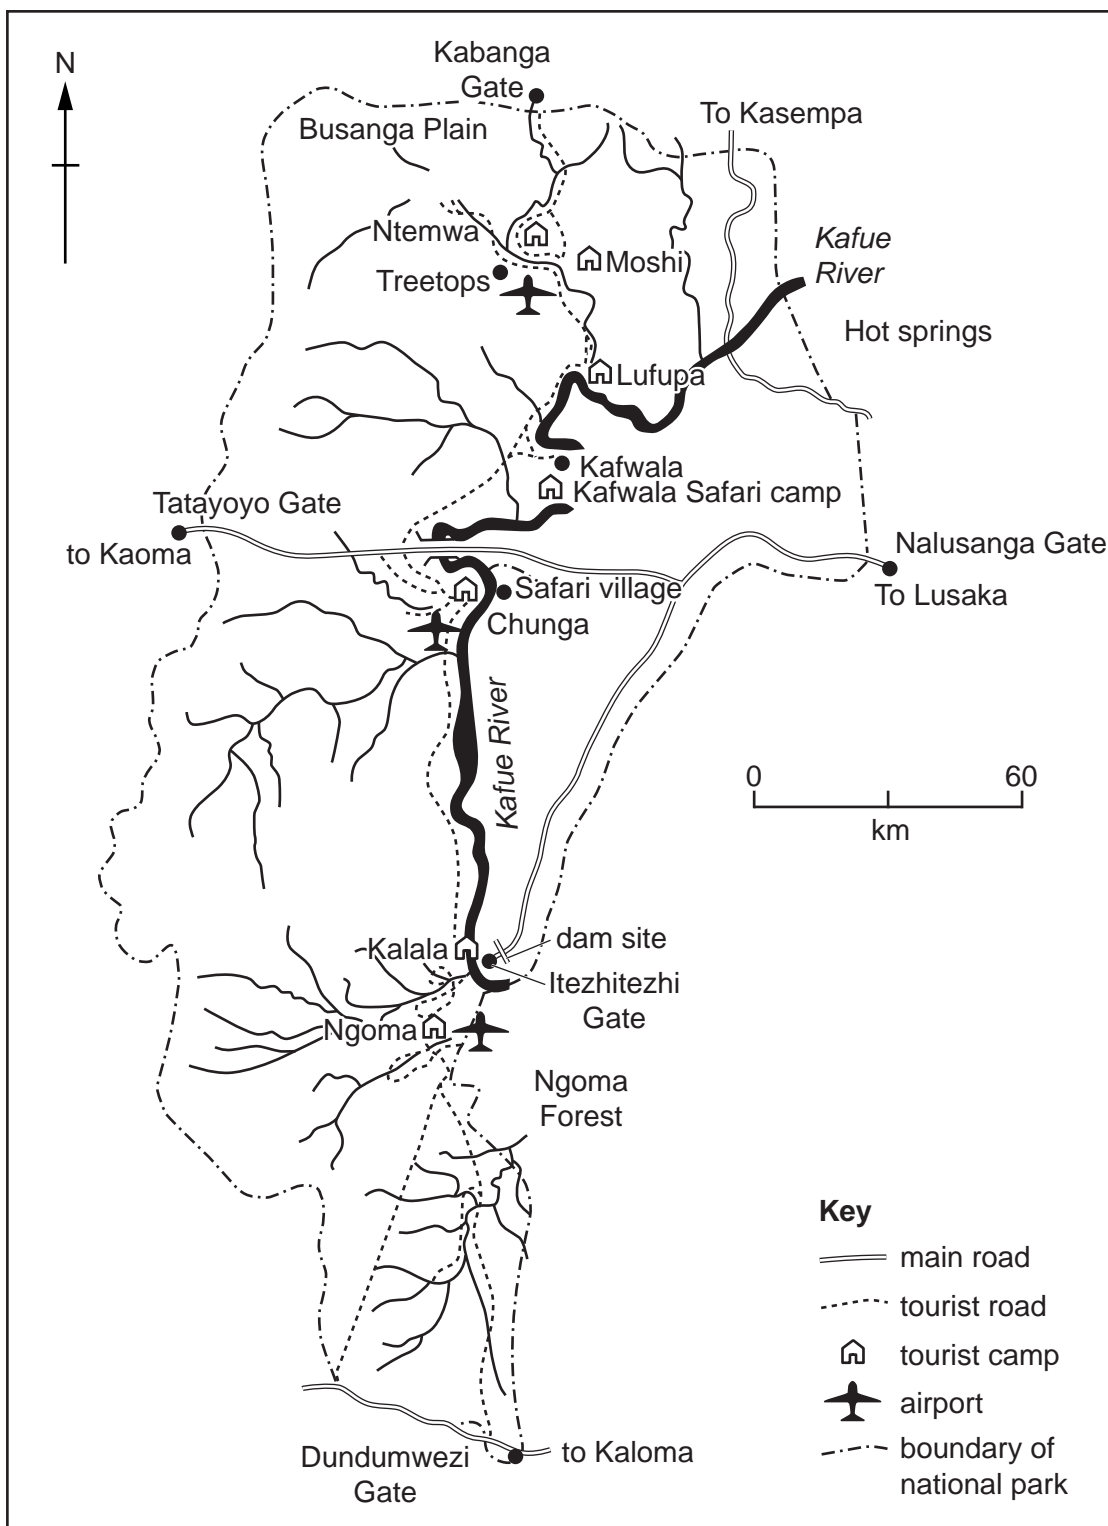 N
Kabanga
Gate
To Kasempa
Busanga Plain
Ntemwa
Kafue
River
Moshi
Treetops
Hot springs
Lufupa
Kafwala
Kafwala Safari camp
Tatayoyo Gate
to Kaoma
Nalusanga Gate
To Lusaka
Safari village
Chunga
Kafue River
0 60
km
Kalala
dam site
Itezhitezhi
Gate
Ngoma
Ngoma
Forest
Key
main road
tourist road
tourist camp
airport
boundary of
national park
Dundumwezi
Gate
to Kaloma